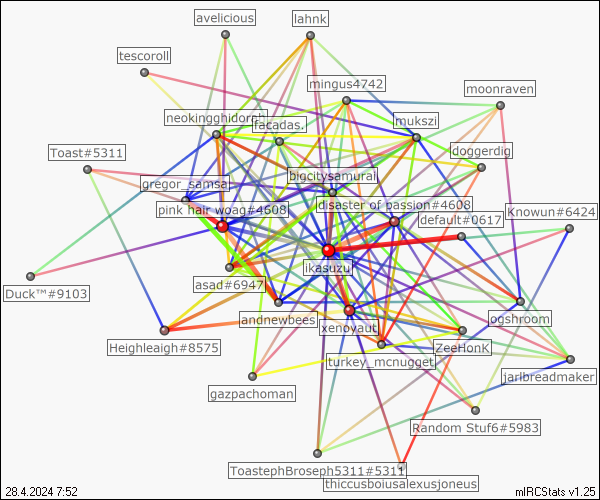 avelicious
lahnk
tescoroll
mingus4742
moonraven
neokingghidorah
facadas.
mukszi
Toast#5311
ldoggerdig
bigcitysamurai
gregor_samsa
disaster of passion#4608
pink hair woag#4608
default#0617
Knowun#6424
ikasuzu
asad#6947
Duck™#9103
andnewbees
ogshroom
xenovaut
Heighleaigh#8575
ZeeHonK
turkey_mcnugget
jarlbreadmaker
gazpachoman
Random Stuf6#5983
ToastephBroseph5311#5311
thiccusboiusalexusjoneus
28.4.2024 7:52
mIRCStats v1.25